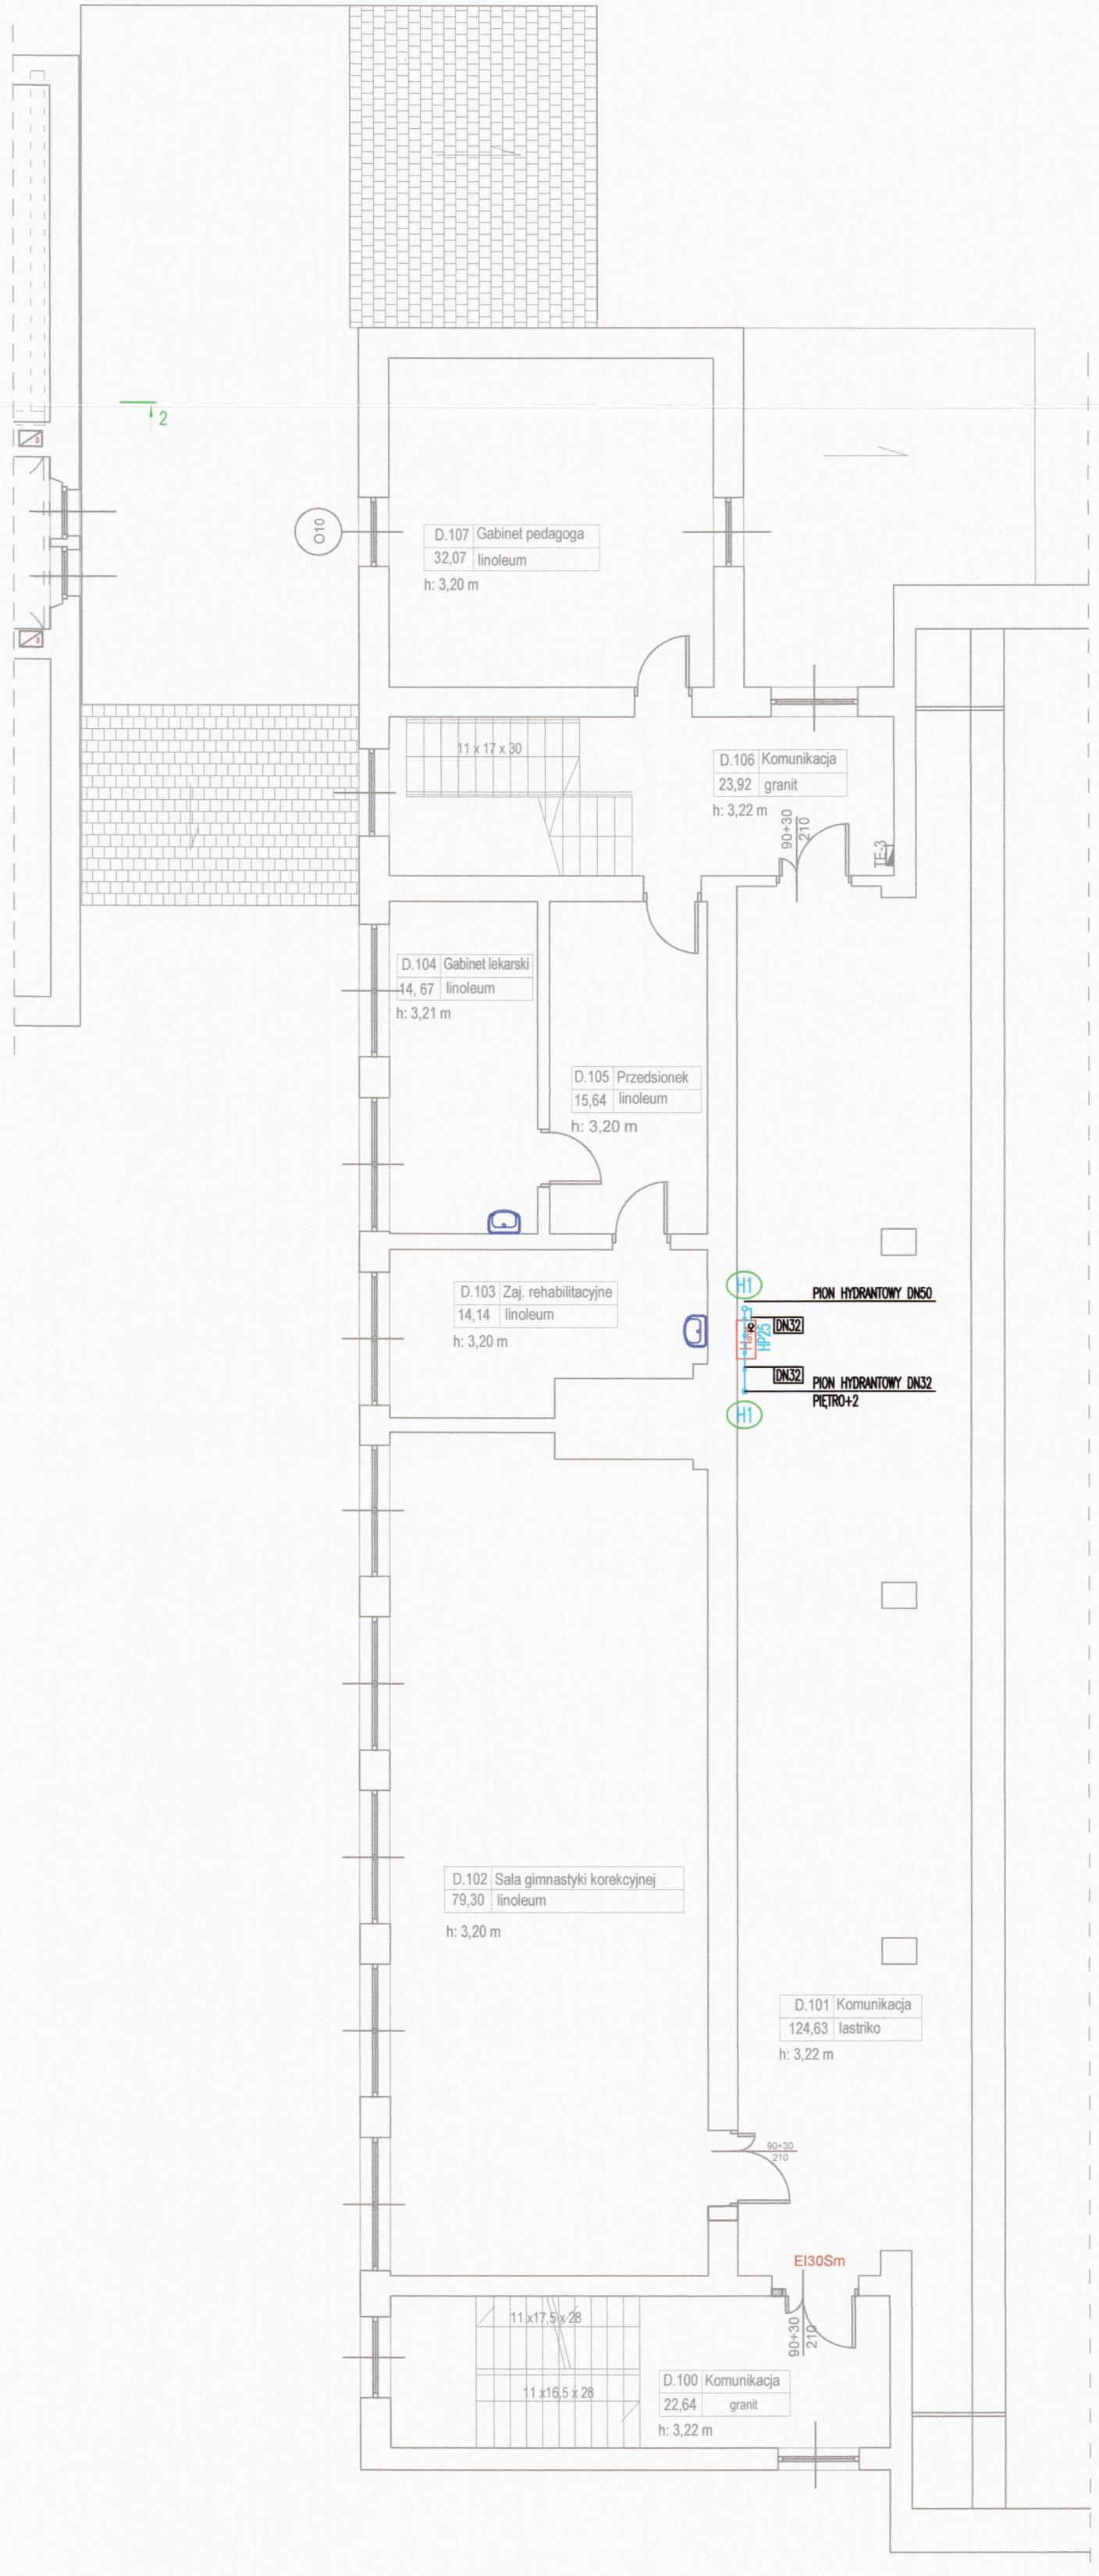 2
O10
D.107 Gabinet pedagoga
32,07 linoleum
h: 3,20 m
11 x 17 x 30
D.106 Komunikacja
23,92 granit
h: 3,22 m
90+30
210
TE-3
D.104 Gabinet lekarski
14, 67 linoleum
h: 3,21 m
D.105 Przedsionek
15,64 linoleum
h: 3,20 m
D.103 Zaj. rehabilitacyjne
14,14 linoleum
h: 3,20 m
H1
PION HYDRANTOWY DN50
DN32
HP25
DN32
PION HYDRANTOWY DN32
PIĘTRO+2
H1
D.102 Sala gimnastyki korekcyjnej
79,30 linoleum
h: 3,20 m
D.101 Komunikacja
124,63 lastriko
h: 3,22 m
90+30
210
EI30Sm
90+30
210
11 x17,5 x 28
11 x16,5 x 28
D.100 Komunikacja
22,64 granit
h: 3,22 m